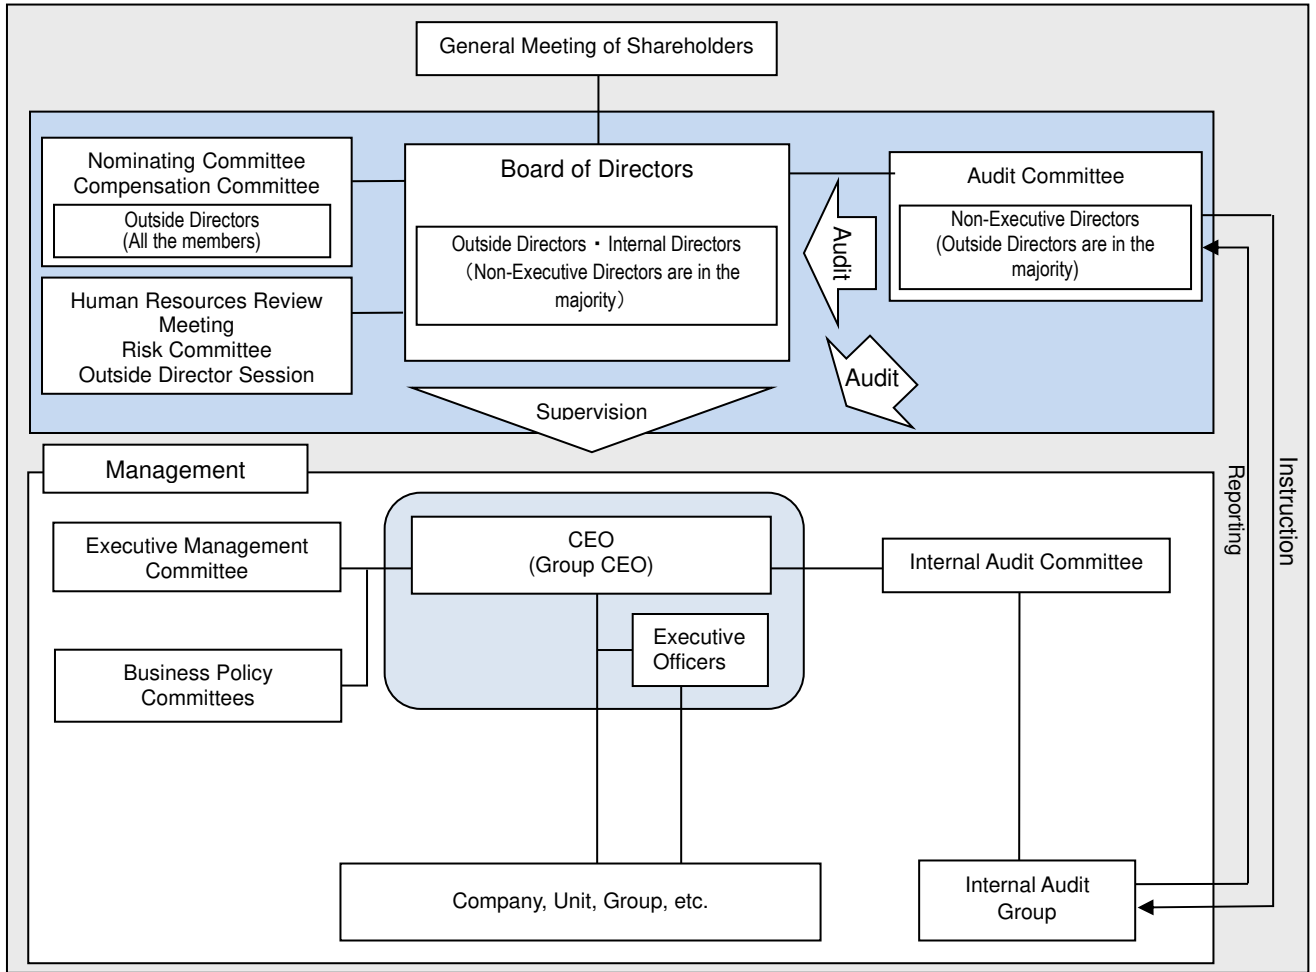 General Meeting of Shareholders
Nominating Committee
Compensation Committee
Outside Directors
(All the members)
Human Resources Review
Meeting
Risk Committee
Outside Director Session
Board of Directors
Outside Directors・Internal Directors
（Non-Executive Directors are in the
majority）
Audit Committee
Non-Executive Directors
(Outside Directors are in the
majority)
Audit
Audit
Supervision
Instruction
Reporting
Management
Executive Management
Committee
Business Policy
Committees
CEO
(Group CEO)
Executive
Officers
Internal Audit Committee
Company, Unit, Group, etc.
Internal Audit
Group